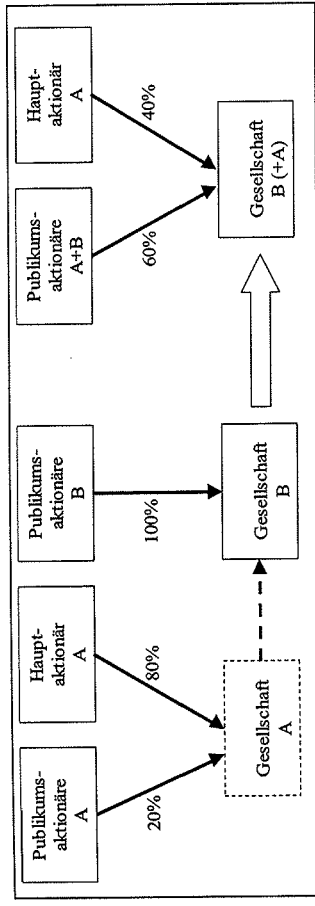 Publikums-
aktionäre
A
Haupt-
aktionär
A
Publikums-
aktionäre
B
Publikums-
aktionäre
A+B
Haupt-
aktionär
A
20%
80%
100%
60%
40%
Gesellschaft
A
Gesellschaft
B
Gesellschaft
B (+A)